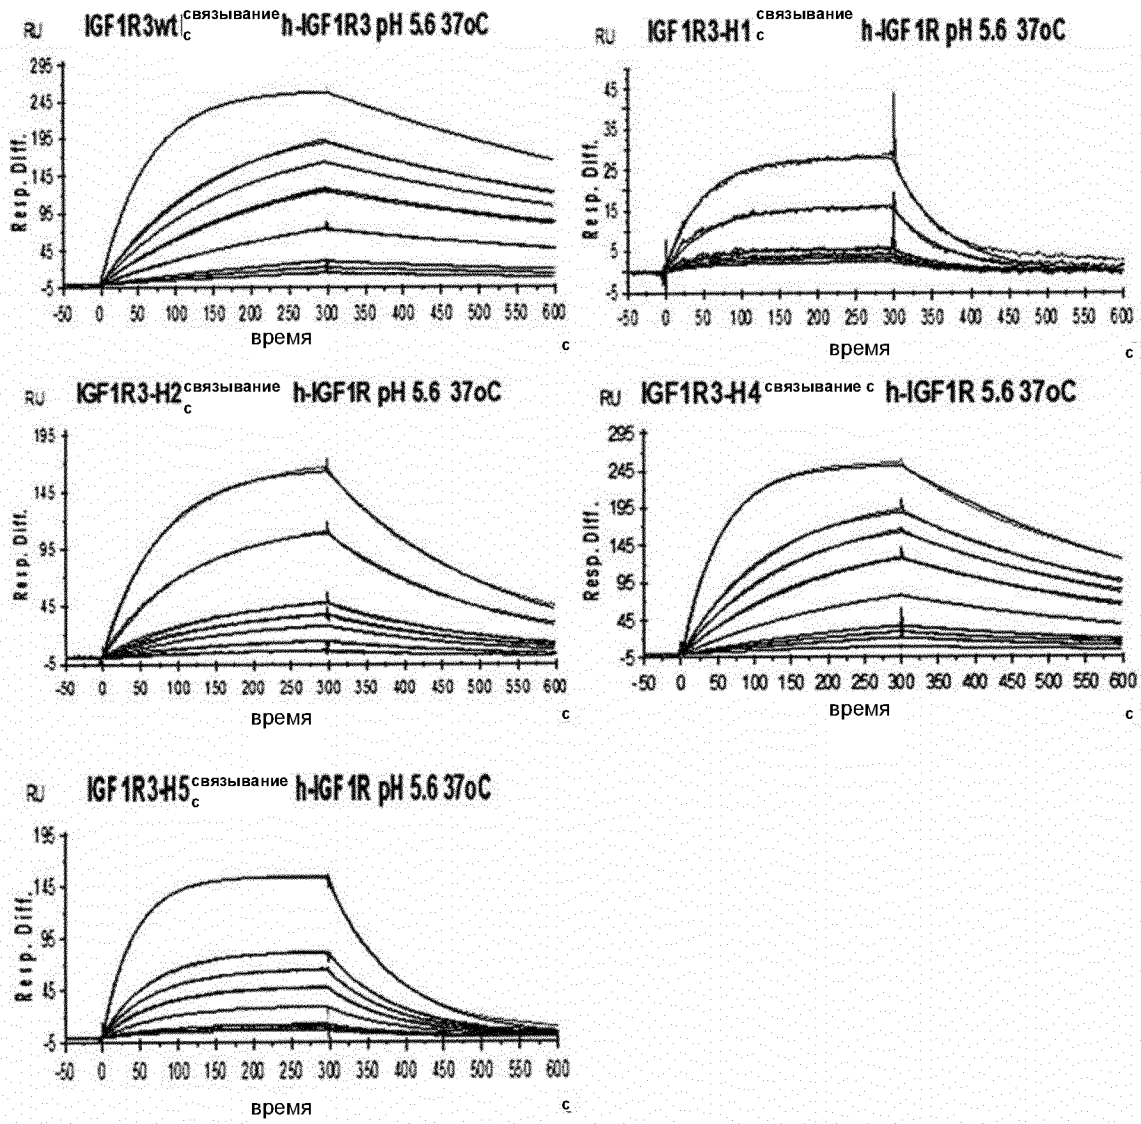 RU IGF1R3wt связывание с h-IGF1R3 pH 5.6 37oC
295
245
195
145
95
45
-5
Resp. Diff.
-50 0 50 100 150 200 250 300 350 400 450 500 550 600
время с
RU IGF1R3-H1 связывание с h-IGF1R pH 5.6 37oC
45
35
25
15
5
-5
Resp. Diff.
-50 0 50 100 150 200 250 300 350 400 450 500 550 600
время с
RU IGF1R3-H2 связывание с h-IGF1R pH 5.6 37oC
195
145
95
45
-5
Resp. Diff.
-50 0 50 100 150 200 250 300 350 400 450 500 550 600
время с
RU IGF1R3-H4 связывание с h-IGF1R 5.6 37oC
295
245
195
145
95
45
-5
Resp. Diff.
-50 0 50 100 150 200 250 300 350 400 450 500 550 600
время с
RU IGF1R3-H5 связывание с h-IGF1R pH 5.6 37oC
195
145
95
45
-5
Resp. Diff.
-50 0 50 100 150 200 250 300 350 400 450 500 550 600
время с